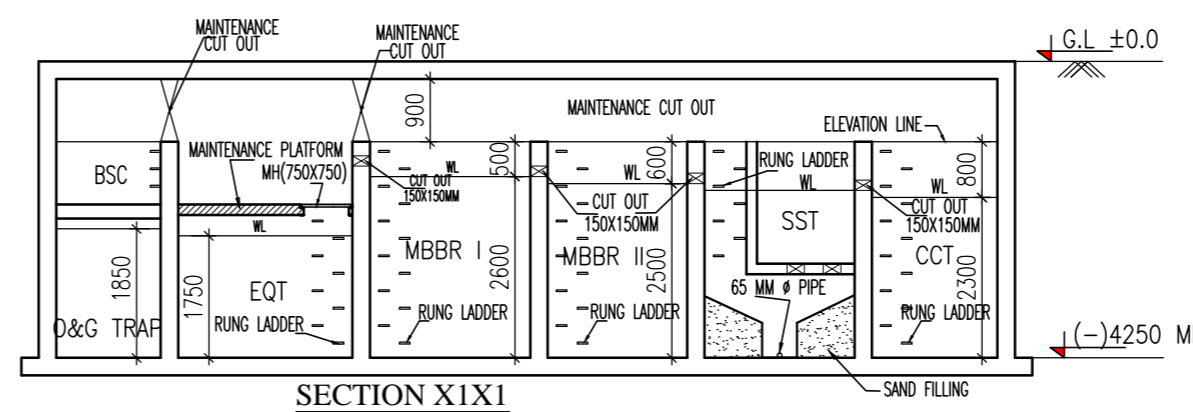 MAINTENANCE
CUT OUT
MAINTENANCE
CUT OUT
G.L ±0.0
900
MAINTENANCE CUT OUT
ELEVATION LINE
BSC
MAINTENANCE PLATFORM
MH(750X750)
CUT OUT
150X150MM
500
WL
600
WL
RUNG LADDER
WL
800
WL
CUT OUT
150X150MM
CUT OUT
150X150MM
WL
SST
1850
1750
EQT
MBBR I
2600
MBBR II
2500
65 MM Ø PIPE
CCT
2300
O&G TRAP
RUNG LADDER
RUNG LADDER
RUNG LADDER
RUNG LADDER
(-)4250
SAND FILLING
SECTION X1X1